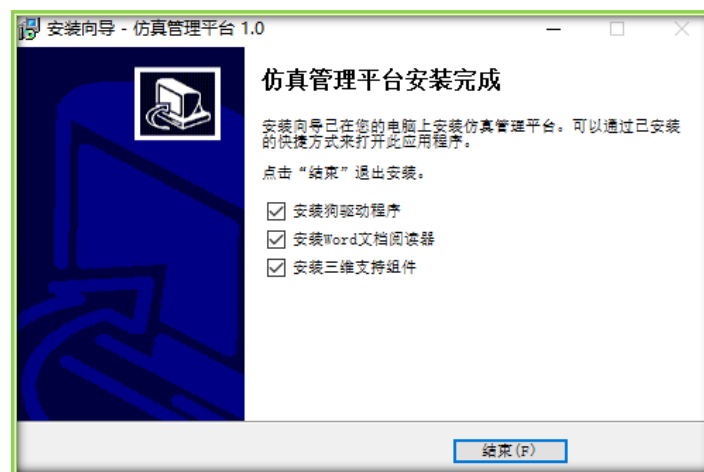 安装向导 - 仿真管理平台 1.0
仿真管理平台安装完成
安装向导已在您的电脑上安装仿真管理平台。可以通过已安装
的快捷方式来打开此应用程序。
点击“结束”退出安装。
安装狗驱动程序
安装Word文档阅读器
安装三维支持组件
结束(F)